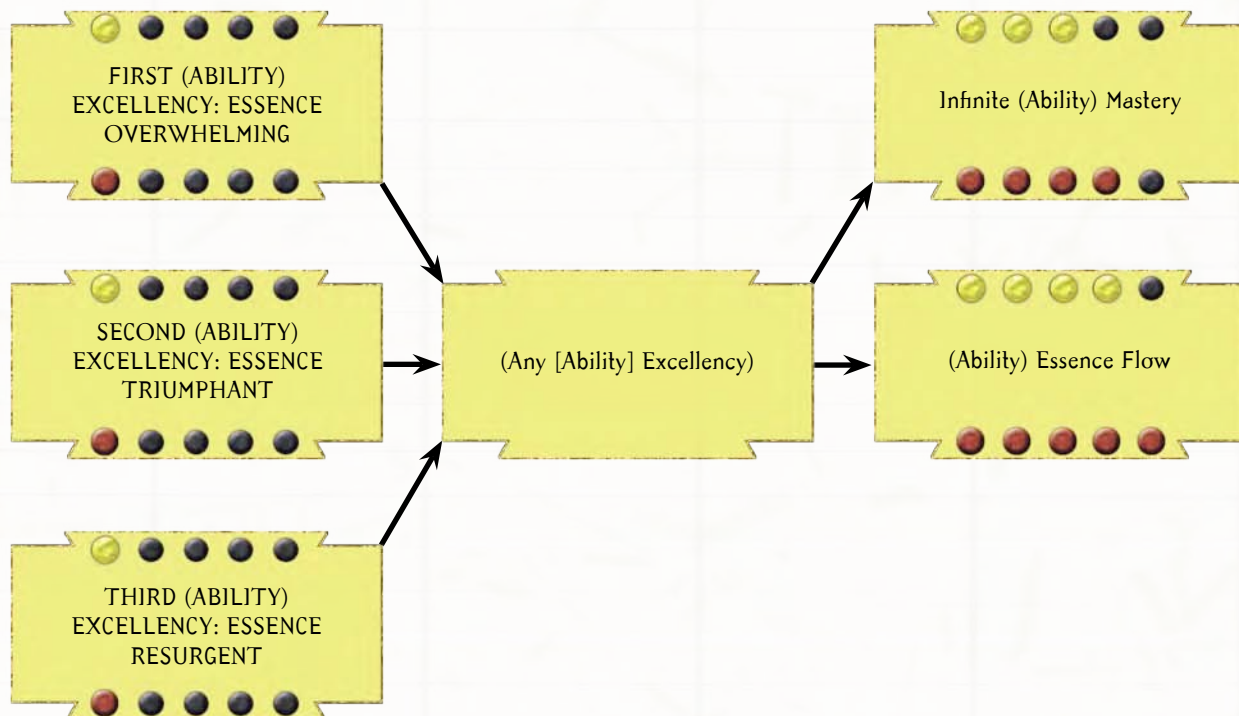 FIRST (ABILITY)
EXCELLENCY: ESSENCE
OVERWHELMING
Infinite (Ability) Mastery
SECOND (ABILITY)
EXCELLENCY: ESSENCE
TRIUMPHANT
(Any [Ability] Excellency)
(Ability) Essence Flow
THIRD (ABILITY)
EXCELLENCY: ESSENCE
RESURGENT